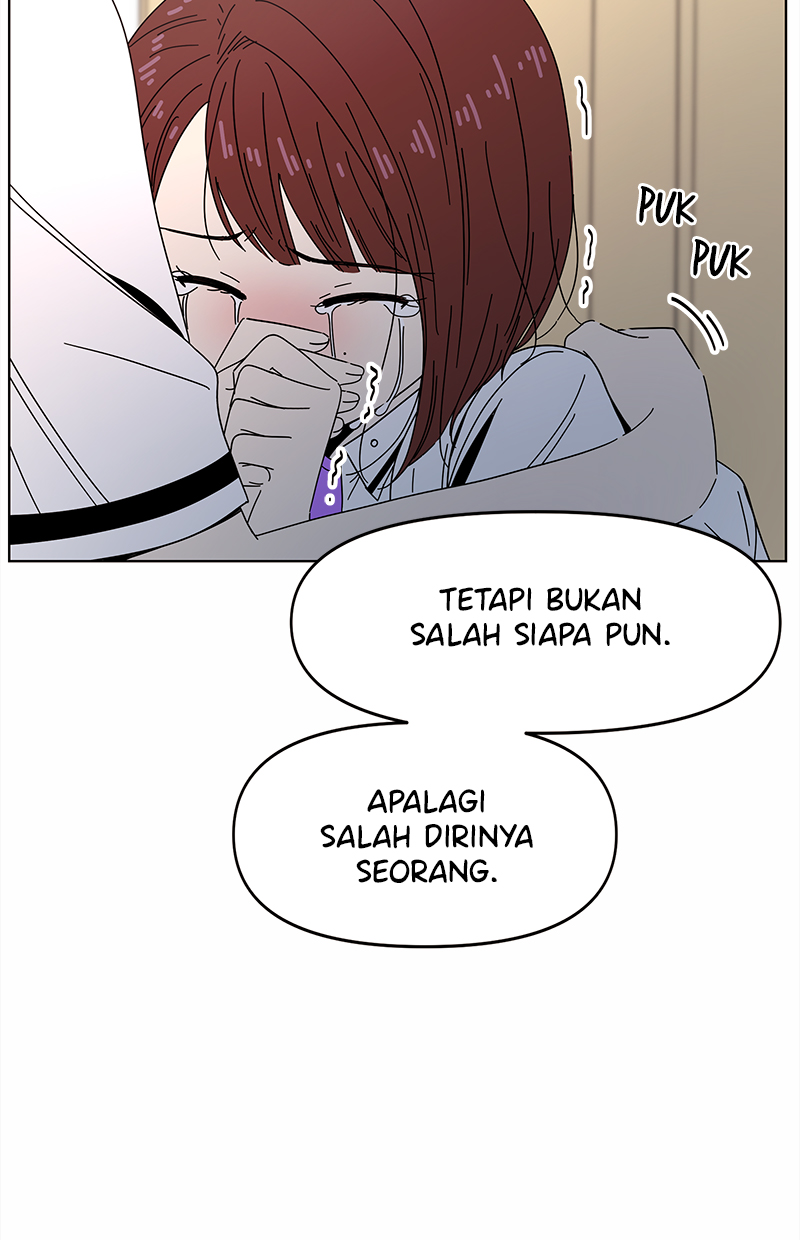 PUK
PUK
TETAPI BUKAN
SALAH SIAPA PUN.
APALAGI
SALAH DIRINYA
SEORANG.